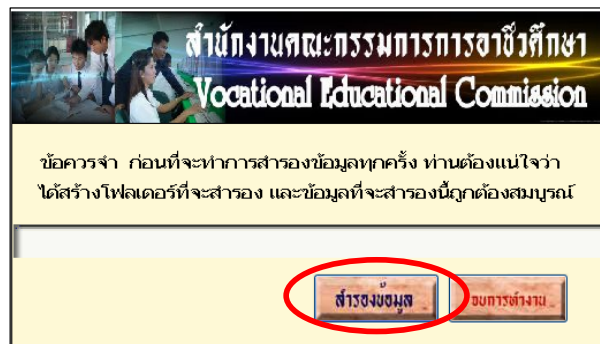 สำนักงานคณะกรรมการการอาชีวศึกษา
Vocational Educational Commission
ข้อควรจำ ก่อนที่จะทำการสำรองข้อมูลทุกครั้ง ท่านต้องแน่ใจว่า
ได้สร้างโฟลเดอร์ที่จะสำรอง และข้อมูลที่จะสำรองนี้ถูกต้องสมบูรณ์
สำรองข้อมูล จบการทำงาน